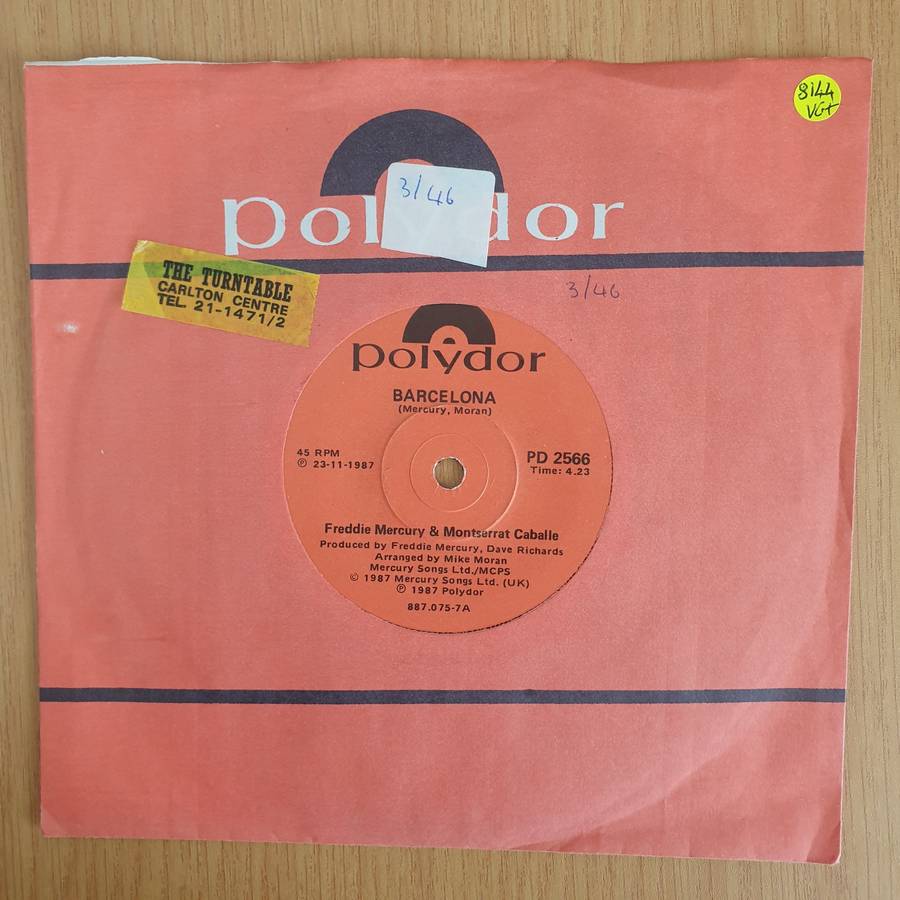 8144
VG+
polydor
3/46
3/46
THE TURNTABLE
CARLTON CENTRE
TEL. 21-1471/2
polydor
BARCELONA
(Mercury, Moran)
45 RPM
Ⓟ 23-11-1987
PD 2566
Time: 4.23
Freddie Mercury & Montserrat Caballe
Produced by Freddie Mercury, Dave Richards
Arranged by Mike Moran
Mercury Songs Ltd./MCPS
© 1987 Mercury Songs Ltd. (UK)
Ⓟ 1987 Polydor
887.075-7A